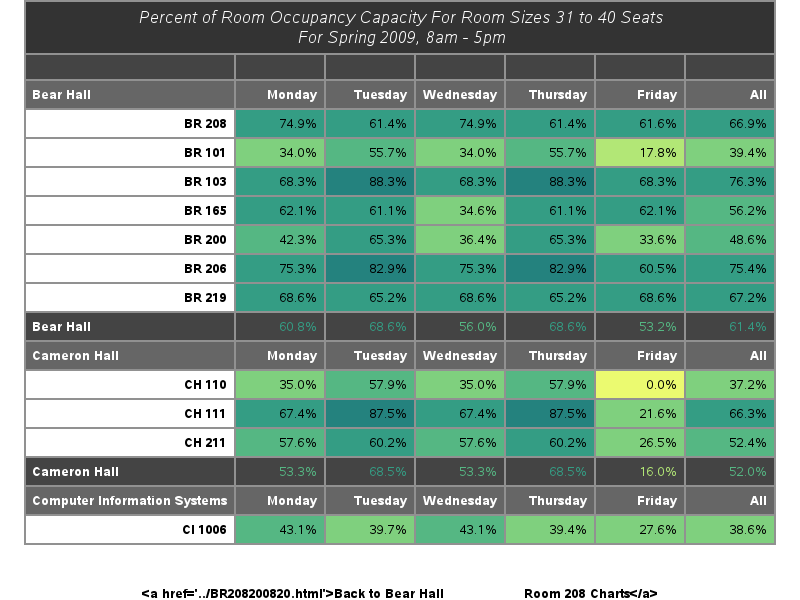 Percent of Room Occupancy Capacity For Room Sizes 31 to 40 Seats
For Spring 2009, 8am - 5pm
Bear Hall Monday Tuesday Wednesday Thursday Friday All
BR 208 74.9% 61.4% 74.9% 61.4% 61.6% 66.9%
BR 101 34.0% 55.7% 34.0% 55.7% 17.8% 39.4%
BR 103 68.3% 88.3% 68.3% 88.3% 68.3% 76.3%
BR 165 62.1% 61.1% 34.6% 61.1% 62.1% 56.2%
BR 200 42.3% 65.3% 36.4% 65.3% 33.6% 48.6%
BR 206 75.3% 82.9% 75.3% 82.9% 60.5% 75.4%
BR 219 68.6% 65.2% 68.6% 65.2% 68.6% 67.2%
Bear Hall 60.8% 68.6% 56.0% 68.6% 53.2% 61.4%
Cameron Hall Monday Tuesday Wednesday Thursday Friday All
CH 110 35.0% 57.9% 35.0% 57.9% 0.0% 37.2%
CH 111 67.4% 87.5% 67.4% 87.5% 21.6% 66.3%
CH 211 57.6% 60.2% 57.6% 60.2% 26.5% 52.4%
Cameron Hall 53.3% 68.5% 53.3% 68.5% 16.0% 52.0%
Computer Information Systems Monday Tuesday Wednesday Thursday Friday All
CI 1006 43.1% 39.7% 43.1% 39.4% 27.6% 38.6%
<a href='../BR208200820.html'>Back to Bear Hall Room 208 Charts</a>